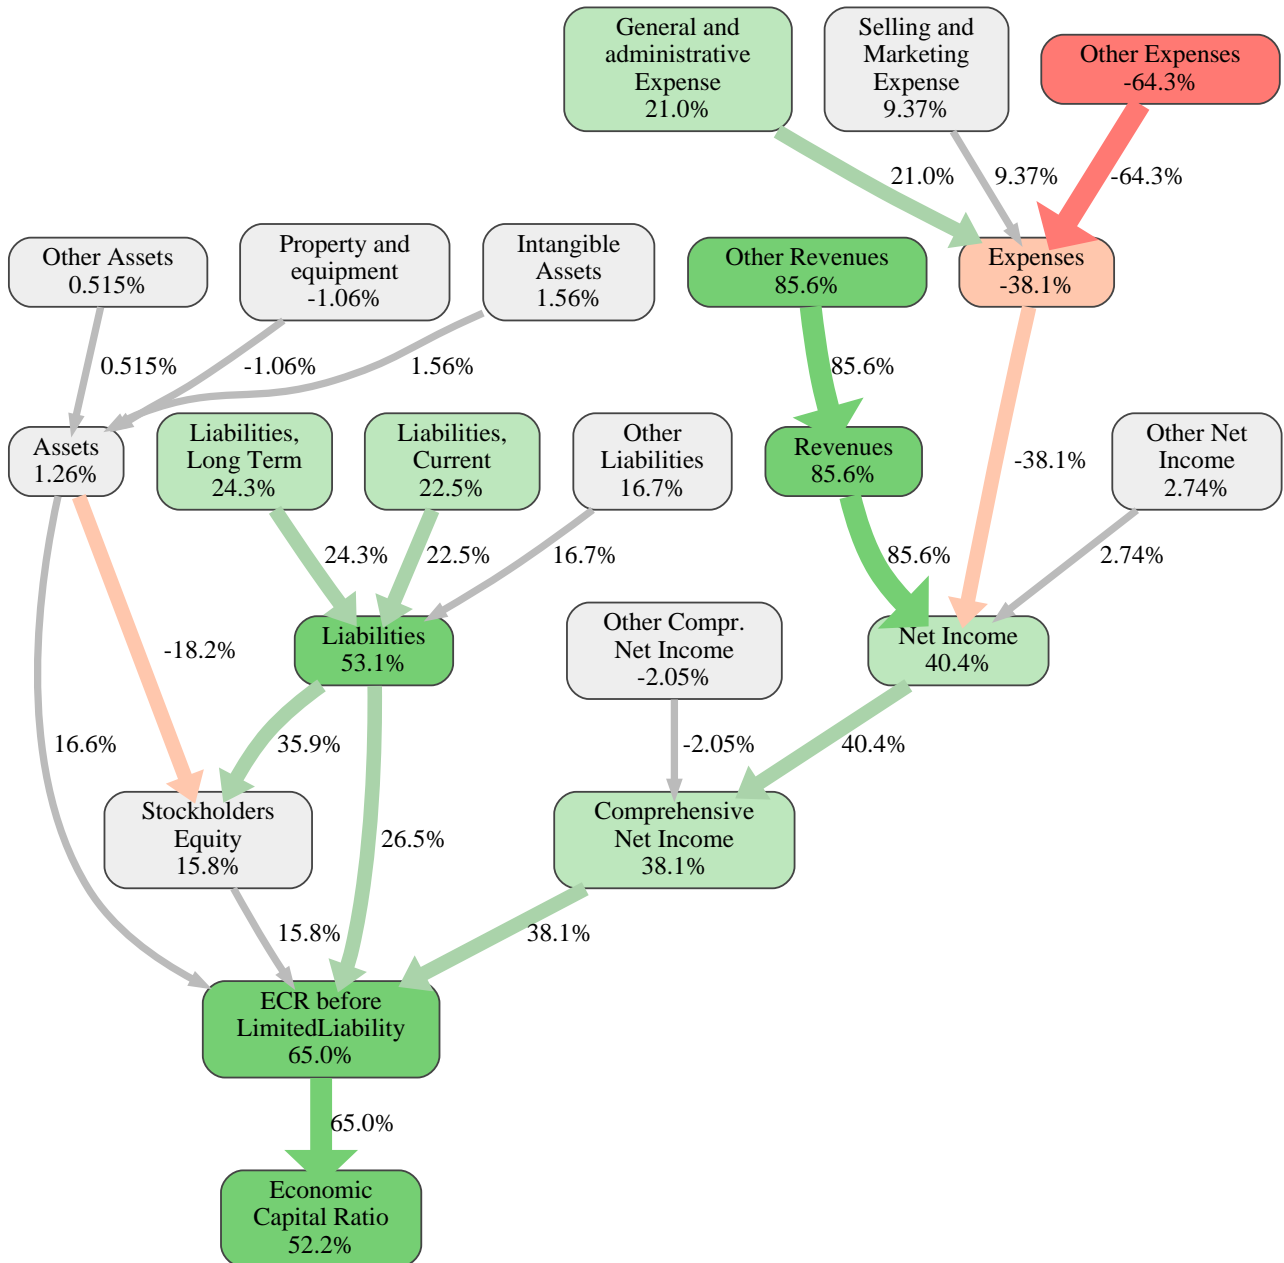 General and
administrative
Expense
21.0%
Selling and
Marketing
Expense
9.37%
Other Expenses
-64.3%
21.0%
9.37%
-64.3%
Other Assets
0.515%
Property and
equipment
-1.06%
Intangible
Assets
1.56%
Other Revenues
85.6%
Expenses
-38.1%
0.515%
-1.06%
1.56%
85.6%
-38.1%
Assets
1.26%
Liabilities,
Long Term
24.3%
Liabilities,
Current
22.5%
Other
Liabilities
16.7%
Revenues
85.6%
Other Net
Income
2.74%
24.3%
22.5%
16.7%
85.6%
2.74%
-18.2%
Liabilities
53.1%
Other Compr.
Net Income
-2.05%
Net Income
40.4%
16.6%
35.9%
26.5%
-2.05%
40.4%
Stockholders
Equity
15.8%
Comprehensive
Net Income
38.1%
15.8%
38.1%
ECR before
LimitedLiability
65.0%
65.0%
Economic
Capital Ratio
52.2%